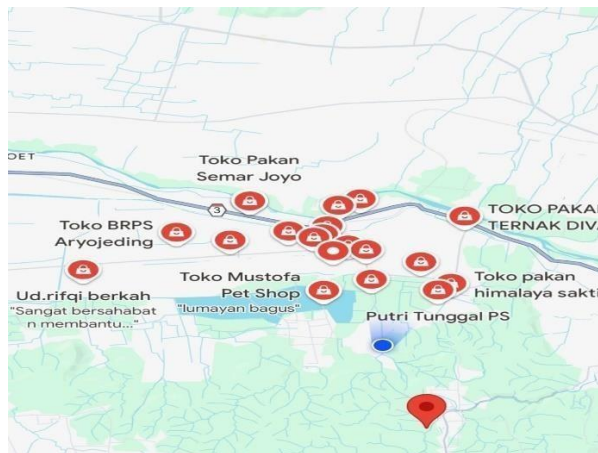 OET
Toko Pakan
Semar Joyo
3
Toko BRPS
Aryojeding
TOKO PAKA
TERNAK DIVA
Ud.rifqi berkah
"Sangat bersahabat
n membantu..."
Toko Mustofa
Pet Shop
"lumayan bagus"
Toko pakan
himalaya sakti
Putri Tunggal PS